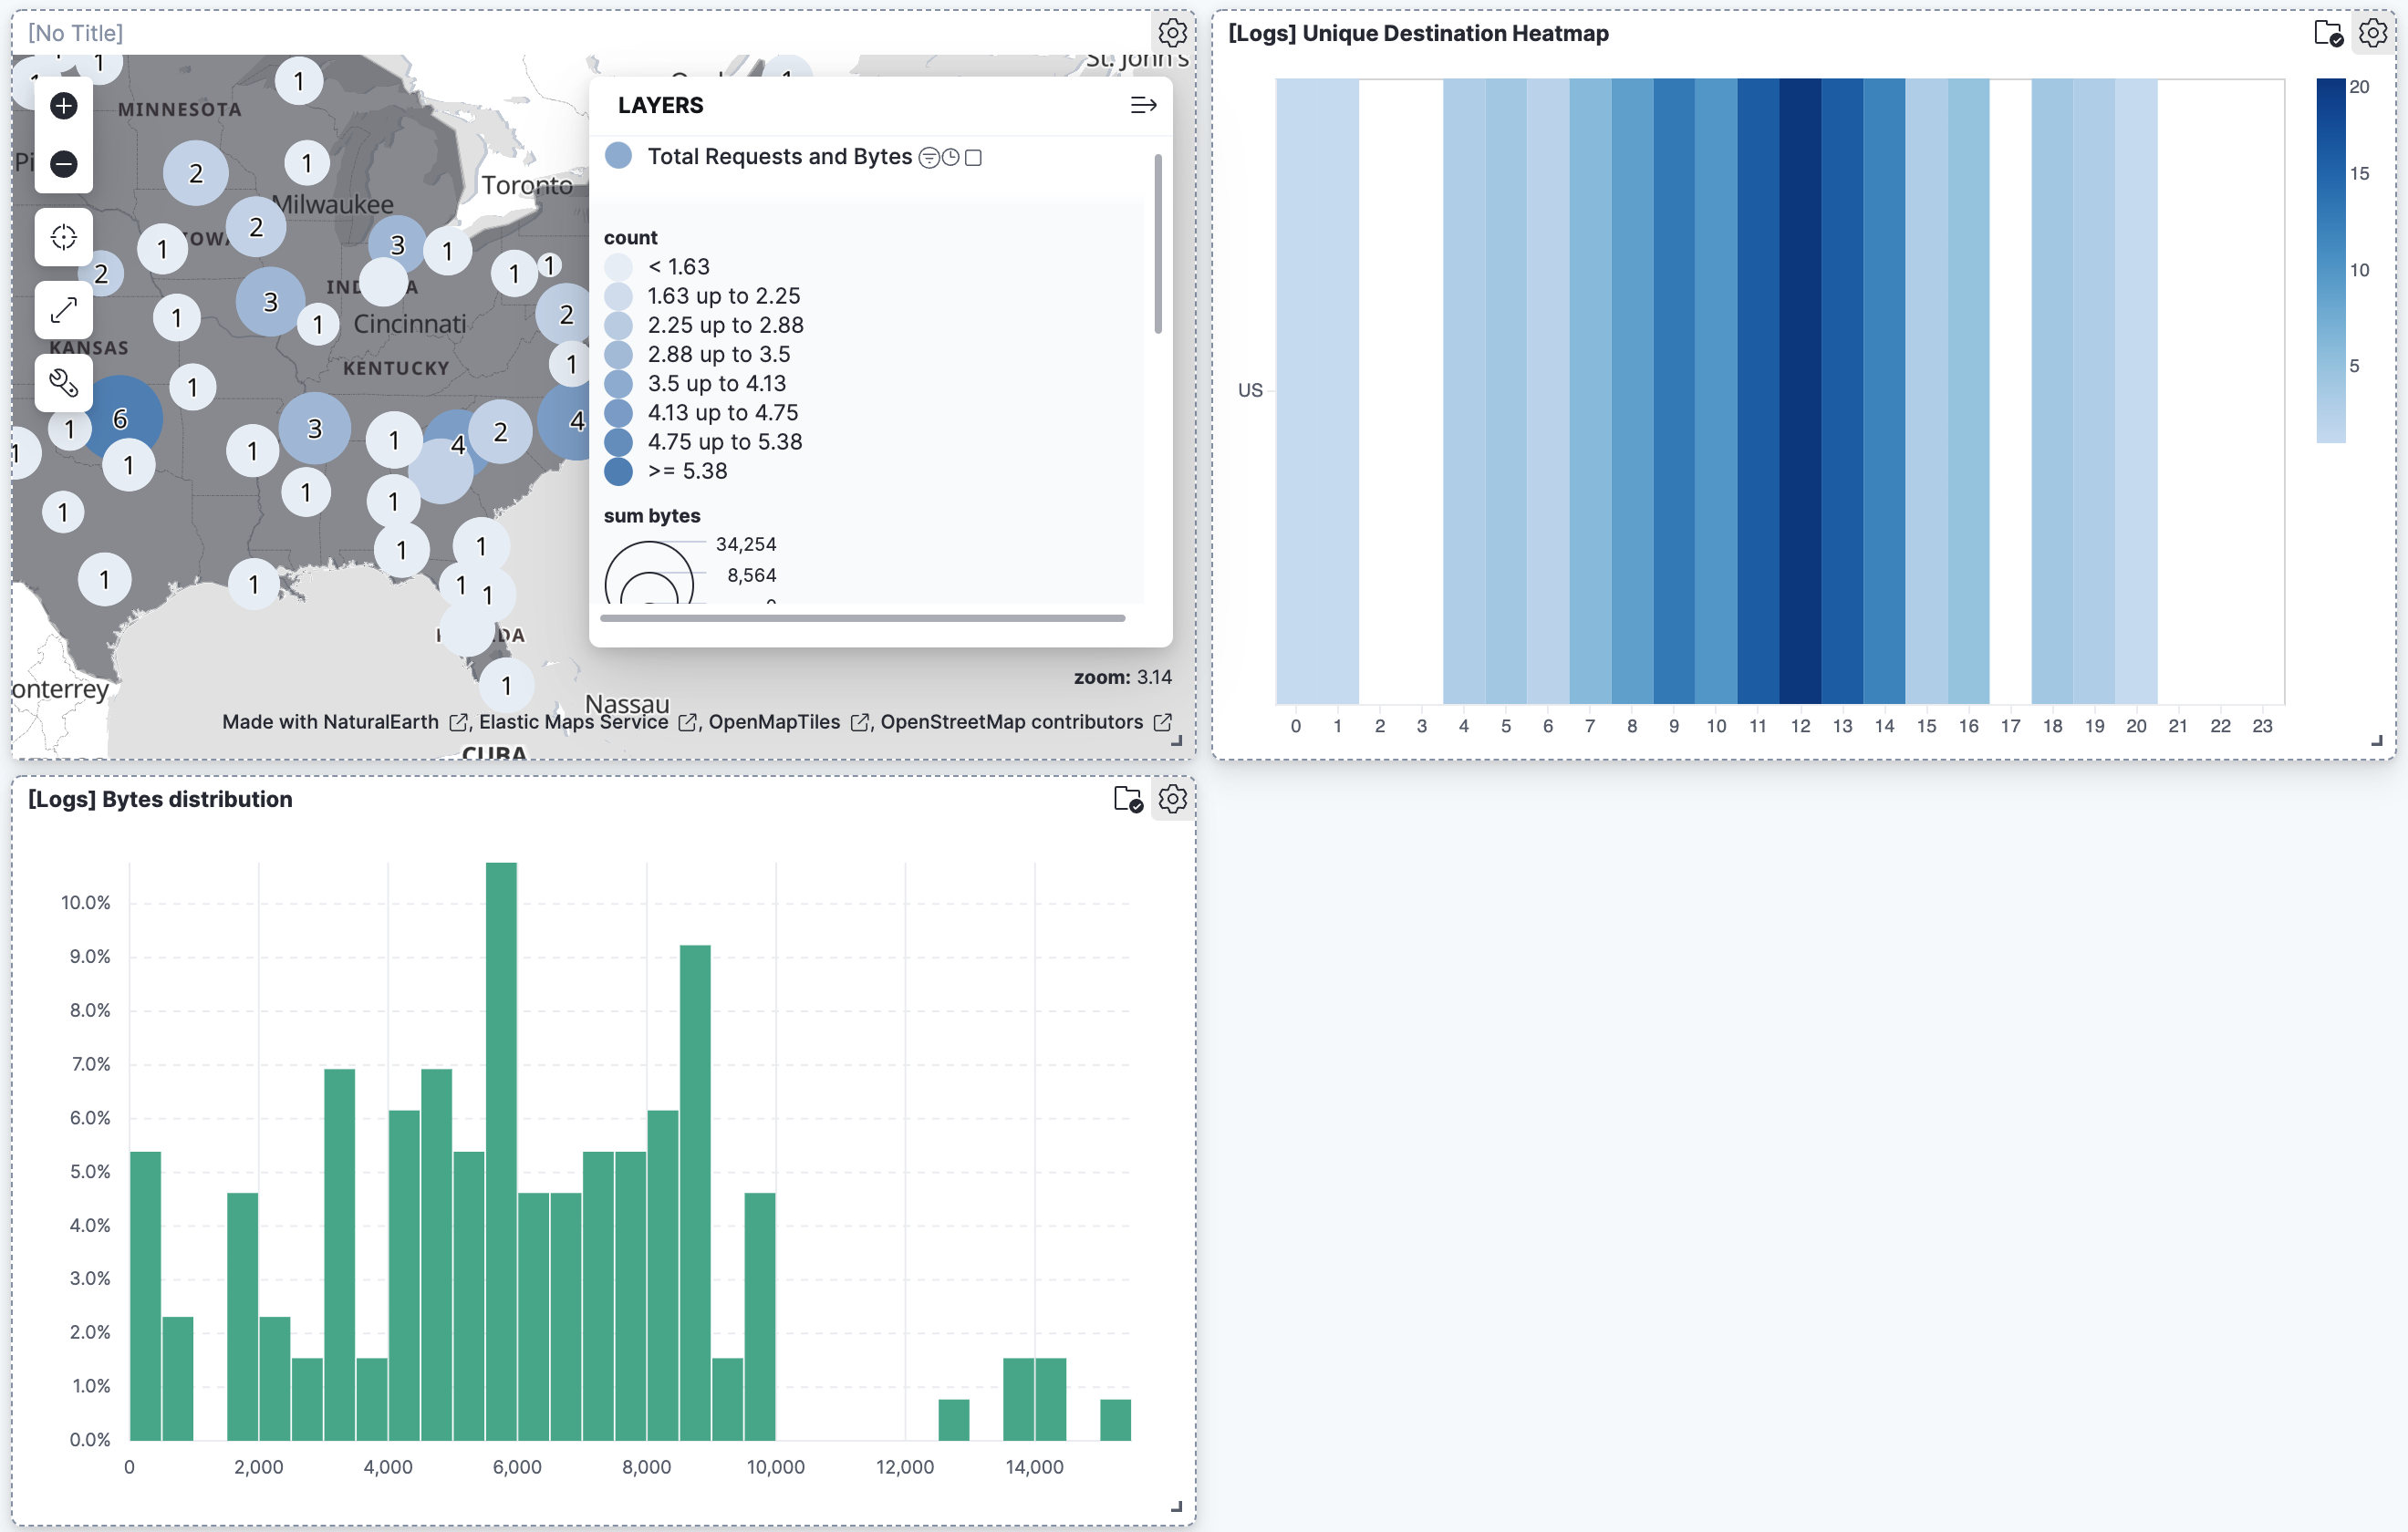 [No Title]
St. John's
MINNESOTA
Toronto
Milwaukee
KANSAS
Cincinnati
KENTUCKY
onterrey
Nassau
CUBA
1
1
1
1
2
1
2
3
1
1
1
1
2
3
1
1
2
1
1
6
1
1
3
1
4
2
4
1
1
1
1
1
1
1
1
1
1
1
1
1
LAYERS
Total Requests and Bytes
count
< 1.63
1.63 up to 2.25
2.25 up to 2.88
2.88 up to 3.5
3.5 up to 4.13
4.13 up to 4.75
4.75 up to 5.38
>= 5.38
sum bytes
34,254
8,564
zoom: 3.14
Made with NaturalEarth , Elastic Maps Service , OpenMapTiles , OpenStreetMap contributors
[Logs] Unique Destination Heatmap
20
15
10
5
US
0 1 2 3 4 5 6 7 8 9 10 11 12 13 14 15 16 17 18 19 20 21 22 23
[Logs] Bytes distribution
10.0%
9.0%
8.0%
7.0%
6.0%
5.0%
4.0%
3.0%
2.0%
1.0%
0.0%
0 2,000 4,000 6,000 8,000 10,000 12,000 14,000